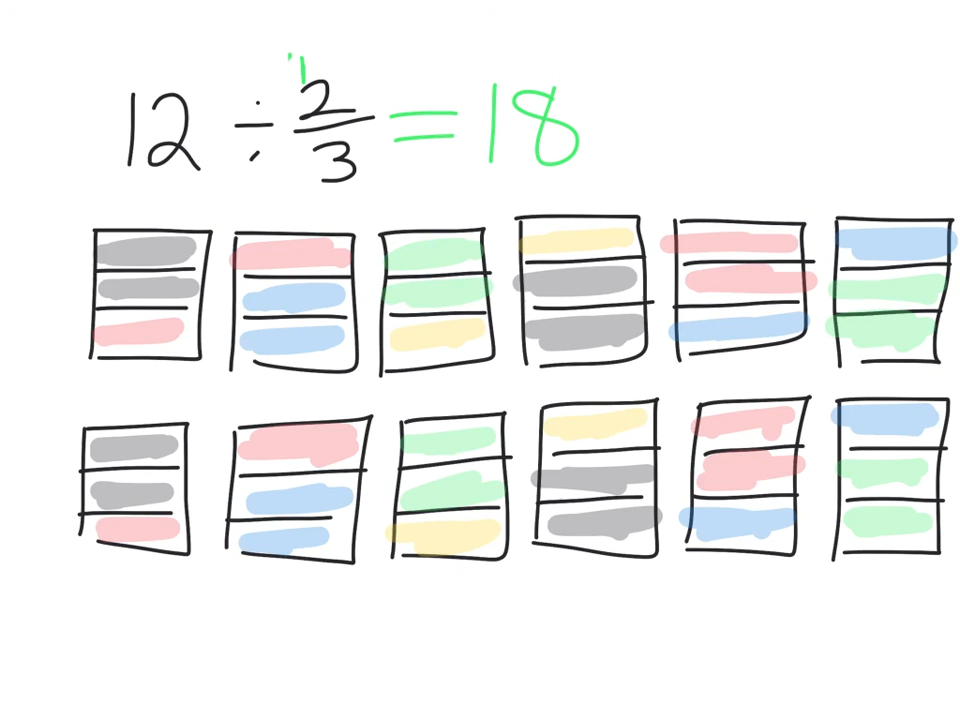 12 ÷ 2/3 = 18